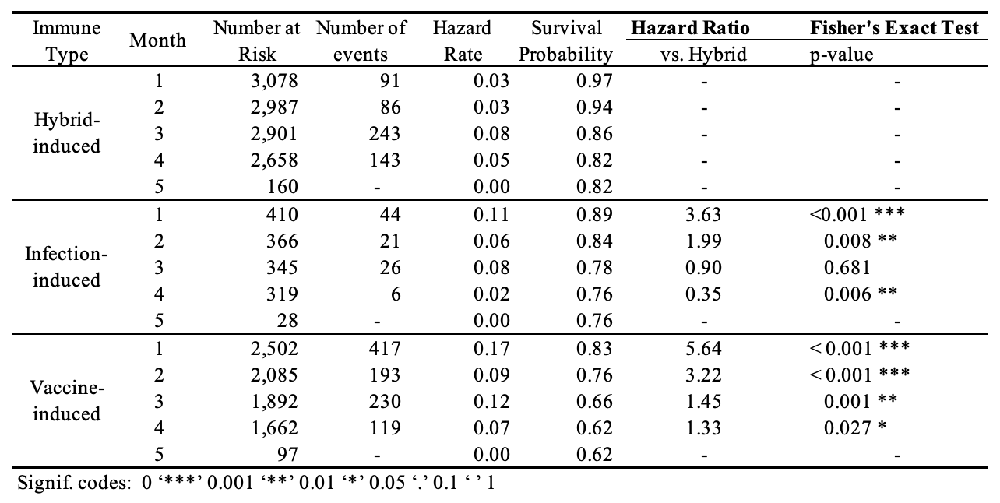 Immune Type Month Number at Risk Number of events Hazard Rate Survival Probability Hazard Ratio vs. Hybrid Fisher's Exact Test p-value
Hybrid-induced
1 3,078 91 0.03 0.97 - -
2 2,987 86 0.03 0.94 - -
3 2,901 243 0.08 0.86 - -
4 2,658 143 0.05 0.82 - -
5 160 - 0.00 0.82 - -
Infection-induced
1 410 44 0.11 0.89 3.63 <0.001 ***
2 366 21 0.06 0.84 1.99 0.008 **
3 345 26 0.08 0.78 0.90 0.681
4 319 6 0.02 0.76 0.35 0.006 **
5 28 - 0.00 0.76 - -
Vaccine-induced
1 2,502 417 0.17 0.83 5.64 < 0.001 ***
2 2,085 193 0.09 0.76 3.22 < 0.001 ***
3 1,892 230 0.12 0.66 1.45 0.001 **
4 1,662 119 0.07 0.62 1.33 0.027 *
5 97 - 0.00 0.62 - -
Signif. codes: 0 ‘***’ 0.001 ‘**’ 0.01 ‘*’ 0.05 ‘.’ 0.1 ‘ ’ 1